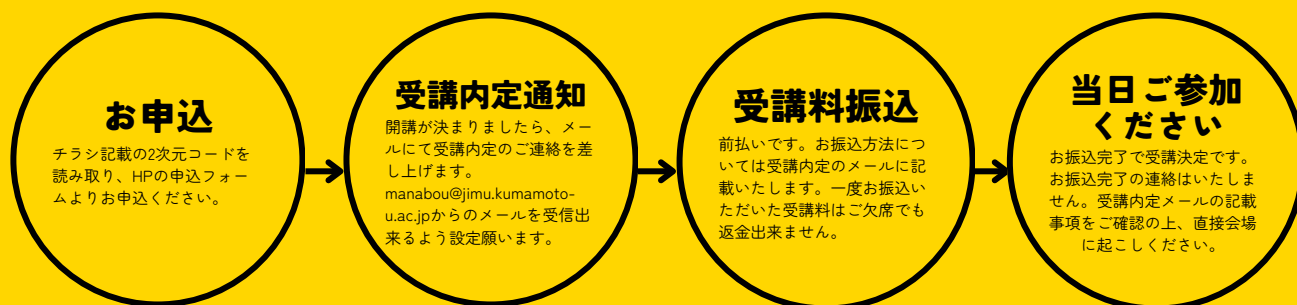 お申込
チラシ記載の2次元コードを
読み取り、HPの申込フォー
ムよりお申込ください。
受講内定通知
開講が決まりましたら、メー
ルにて受講内定のご連絡を差
し上げます。
manabou@jimu.kumamoto-
u.ac.jpからのメールを受信出
来るよう設定願います。
受講料振込
前払いです。お振込方法につ
いては受講内定のメールに記
載いたします。一度お振込い
ただいた受講料はご欠席でも
返金出来ません。
当日ご参加
ください
お振込完了で受講決定です。
お振込完了の連絡はいたしま
せん。受講内定メールの記載
事項をご確認の上、直接会場
に起こしください。